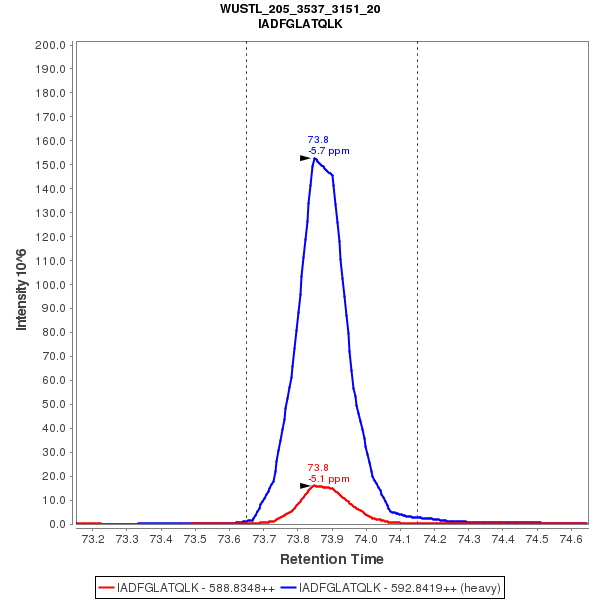 WUSTL_205_3537_3151_20
IADFGLATQLK
Intensity 10^6
200.0
190.0
180.0
170.0
160.0
150.0
140.0
130.0
120.0
110.0
100.0
90.0
80.0
70.0
60.0
50.0
40.0
30.0
20.0
10.0
0.0
73.8
-5.7 ppm
73.8
-5.1 ppm
73.2 73.3 73.4 73.5 73.6 73.7 73.8 73.9 74.0 74.1 74.2 74.3 74.4 74.5 74.6
Retention Time
IADFGLATQLK - 588.8348++ IADFGLATQLK - 592.8419++ (heavy)